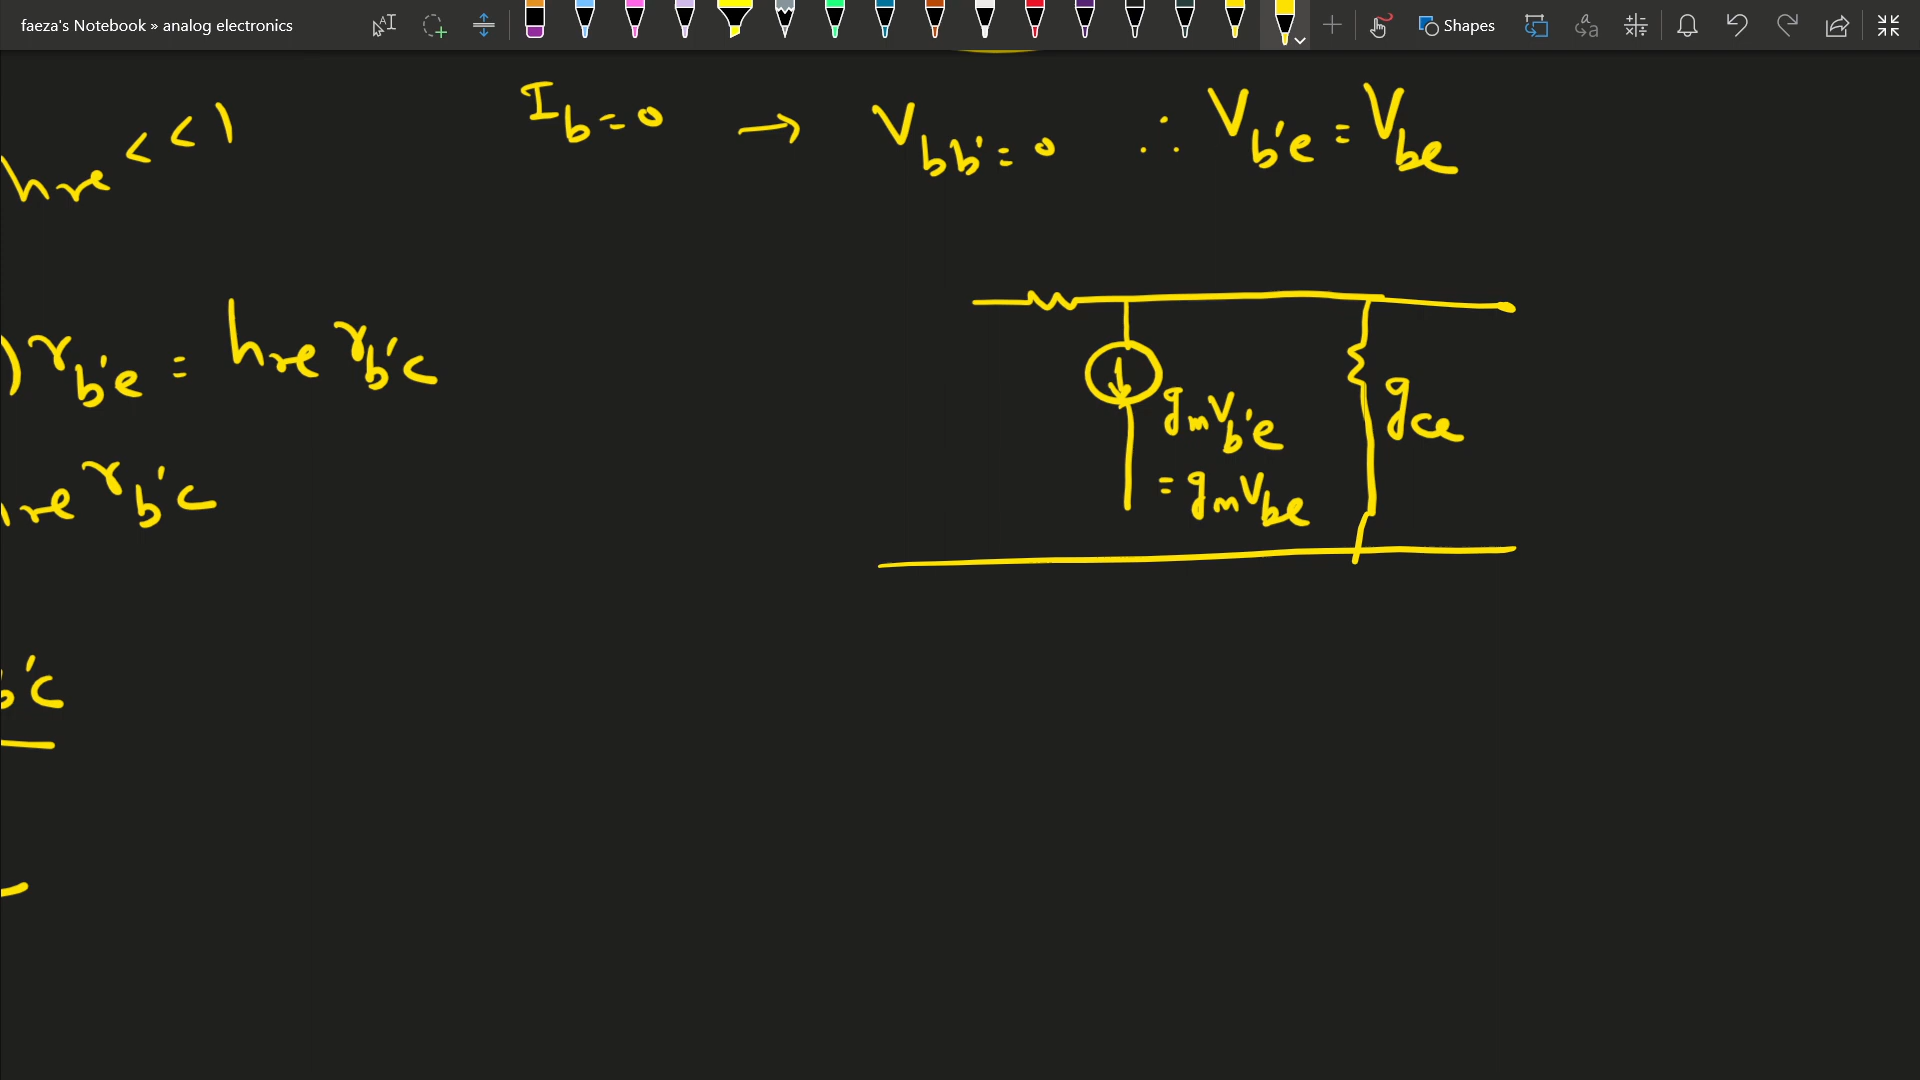 faeza's Notebook » analog electronics
Shapes
hre <<1
Ib=0 → Vbb'=0 ∴ Vb'e = Vbe
) rb'e = hre rb'c
re rb'c
b'c
gmVb'e
= gmVbe
gce